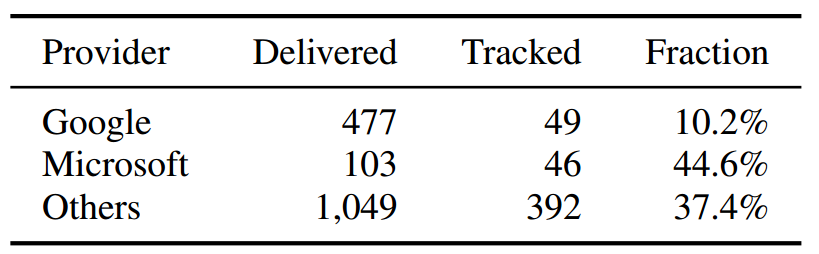 Provider Delivered Tracked Fraction
Google 477 49 10.2%
Microsoft 103 46 44.6%
Others 1,049 392 37.4%